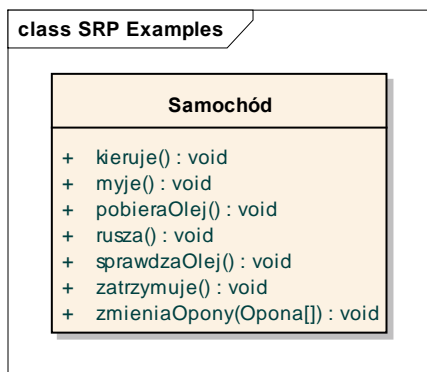 class SRP Examples
Samochód
+ kieruje() : void
+ myje() : void
+ pobieraOlej() : void
+ rusza() : void
+ sprawdzaOlej() : void
+ zatrzymuje() : void
+ zmieniaOpony(Opona[]) : void